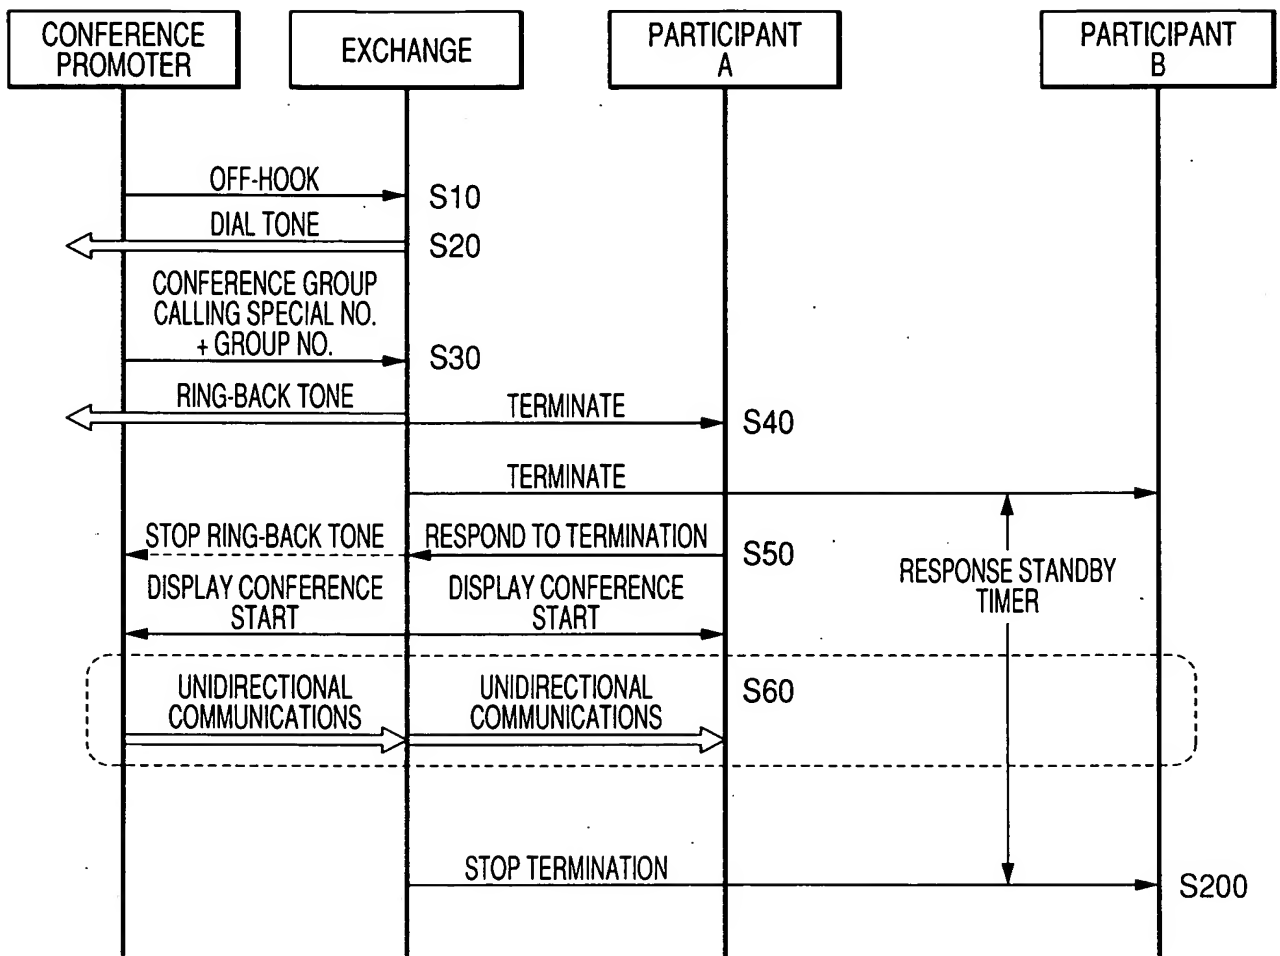 CONFERENCE
PROMOTER
EXCHANGE
PARTICIPANT
A
PARTICIPANT
B
OFF-HOOK
S10
DIAL TONE
S20
CONFERENCE GROUP
CALLING SPECIAL NO.
+ GROUP NO.
S30
RING-BACK TONE
TERMINATE
S40
TERMINATE
STOP RING-BACK TONE
RESPOND TO TERMINATION
S50
RESPONSE STANDBY
TIMER
DISPLAY CONFERENCE
START
DISPLAY CONFERENCE
START
UNIDIRECTIONAL
COMMUNICATIONS
UNIDIRECTIONAL
COMMUNICATIONS
S60
STOP TERMINATION
S200